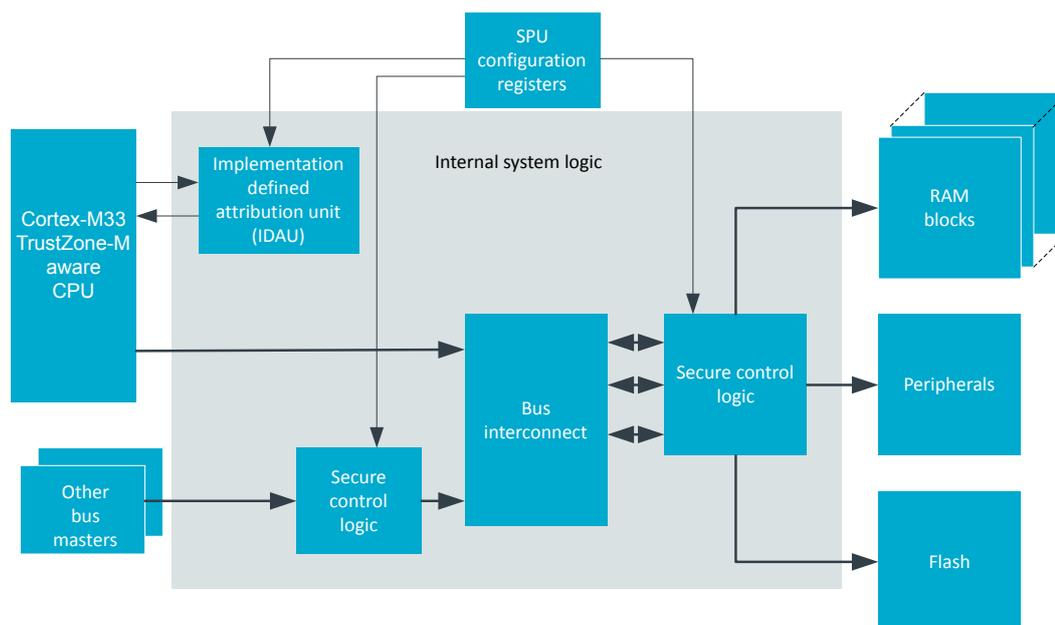 SPU
configuration
registers
Internal system logic
Implementation
defined
attribution unit
(IDAU)
Cortex-M33
TrustZone-M
aware
CPU
RAM
blocks
Secure control
logic
Peripherals
Bus
interconnect
Secure
control
logic
Other
bus
masters
Flash